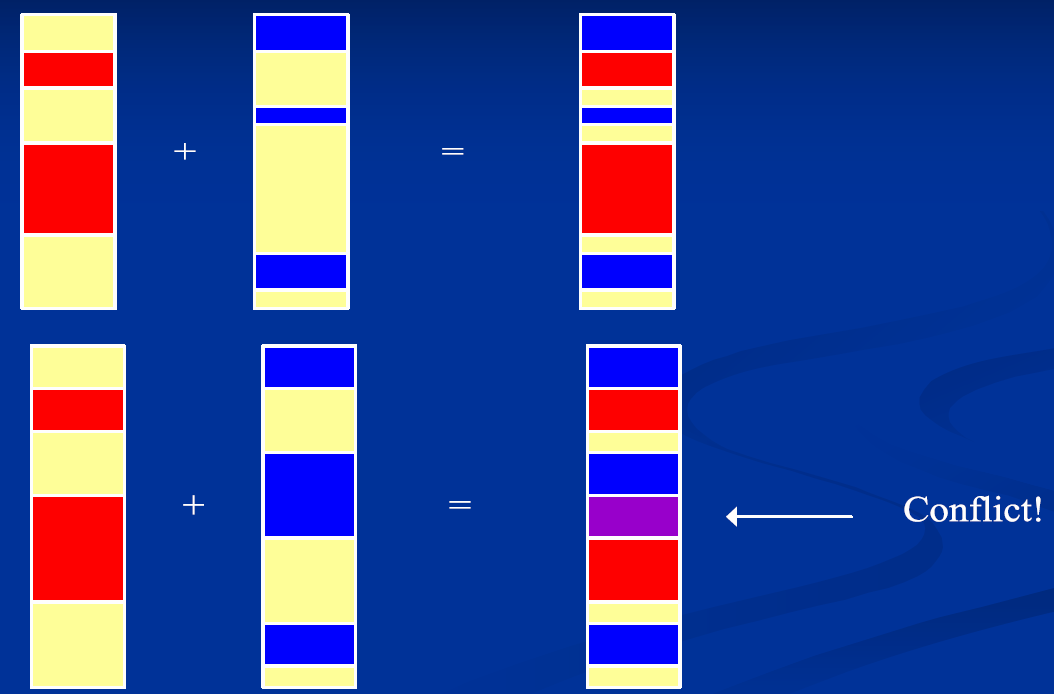 + =
+ =
Conflict!